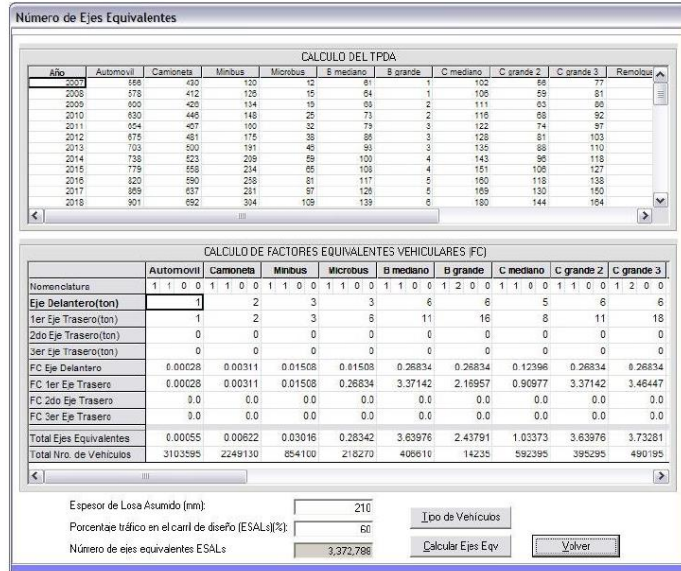 Número de Ejes Equivalentes
CALCULO DEL TPDA
Año Automovil Camioneta Minibus Microbus B mediano B grande C mediano C grande 2 C grande 3 Remolque
2007 556 430 120 12 61 1 102 56 77
2008 578 412 126 15 64 1 106 59 81
2009 600 426 134 19 68 2 111 63 86
2010 630 446 148 25 73 2 116 68 92
2011 654 467 160 32 79 3 122 74 97
2012 675 481 175 38 86 3 128 81 103
2013 703 500 191 46 93 3 135 88 110
2014 738 523 209 59 100 4 143 96 118
2015 779 558 234 65 108 4 151 106 127
2016 820 590 258 81 117 5 160 118 138
2017 869 637 281 97 126 5 169 130 150
2018 901 692 304 109 139 6 180 144 164
CALCULO DE FACTORES EQUIVALENTES VEHICULARES (FC)
Automovil Camioneta Minibus Microbus B mediano B grande C mediano C grande 2 C grande 3
Nomenclatura 1 1 0 0 1 1 0 0 1 1 0 0 1 1 0 0 1 1 0 0 1 2 0 0 1 1 0 0 1 1 0 0 1 2 0 0
Eje Delantero(ton) 1 2 3 3 6 6 5 6 6
1er Eje Trasero(ton) 1 2 3 6 11 16 8 11 18
2do Eje Trasero(ton) 0 0 0 0 0 0 0 0 0
3er Eje Trasero(ton) 0 0 0 0 0 0 0 0 0
FC Eje Delantero 0.00028 0.00311 0.01508 0.01508 0.26834 0.26834 0.12396 0.26834 0.26834
FC 1er Eje Trasero 0.00028 0.00311 0.01508 0.26834 3.37142 2.16957 0.90977 3.37142 3.46447
FC 2do Eje Trasero 0.0 0.0 0.0 0.0 0.0 0.0 0.0 0.0 0.0
FC 3er Eje Trasero 0.0 0.0 0.0 0.0 0.0 0.0 0.0 0.0 0.0
Total Ejes Equivalentes 0.00055 0.00622 0.03016 0.28342 3.63976 2.43791 1.03373 3.63976 3.73281
Total Nro. de Vehículos 3103595 2249130 854100 218270 406610 14235 592395 395295 490195
Espesor de Losa Asumido (mm): 210
Porcentaje tráfico en el carril de diseño (ESALs)(%): 60
Número de ejes equivalentes ESALs 3,372,798
Tipo de Vehículos
Calcular Ejes Eqv
Volver